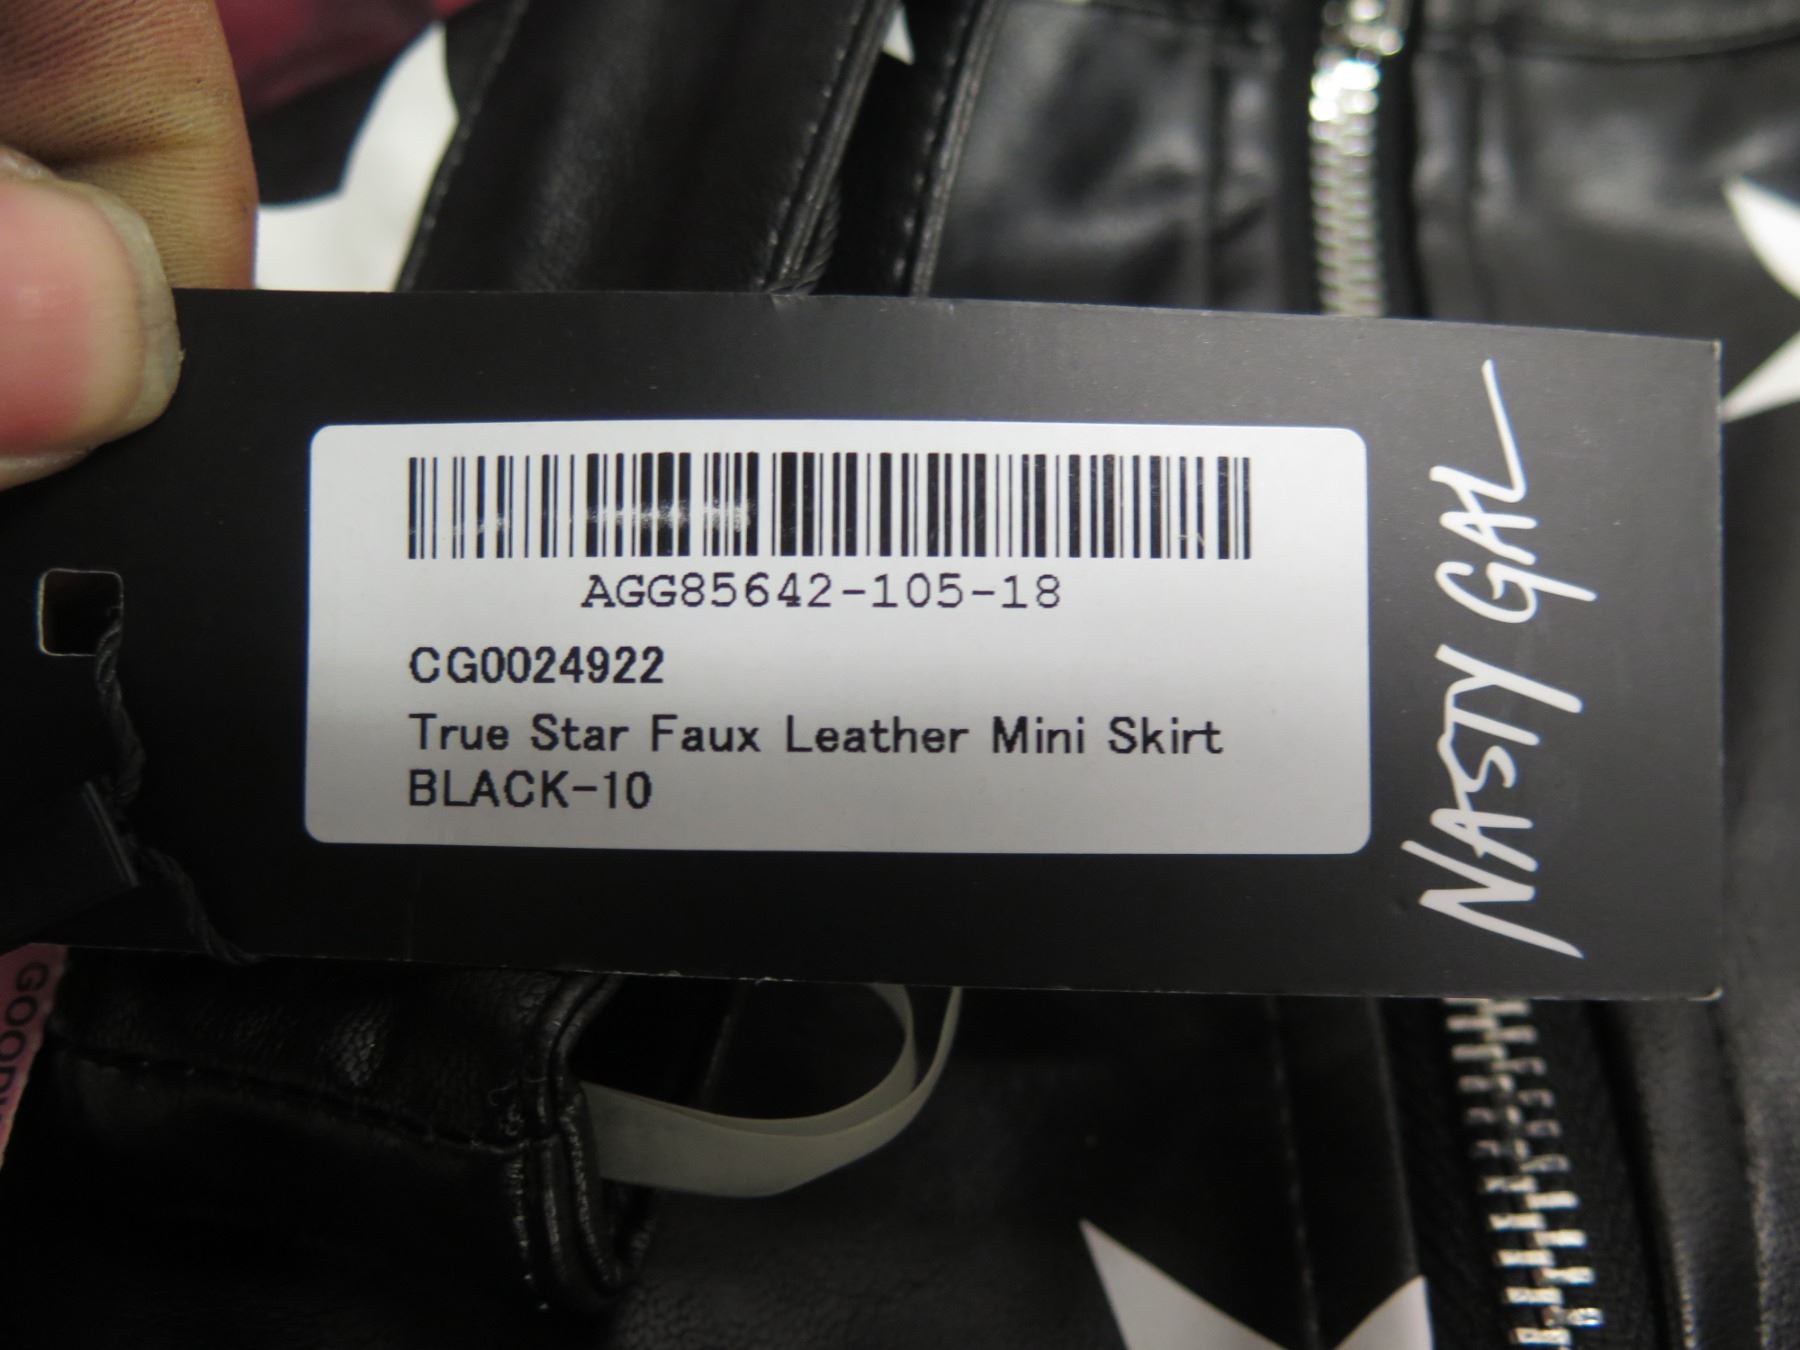 AGG85642-105-18
CG0024922
True Star Faux Leather Mini Skirt
BLACK-10
NASTY GAL